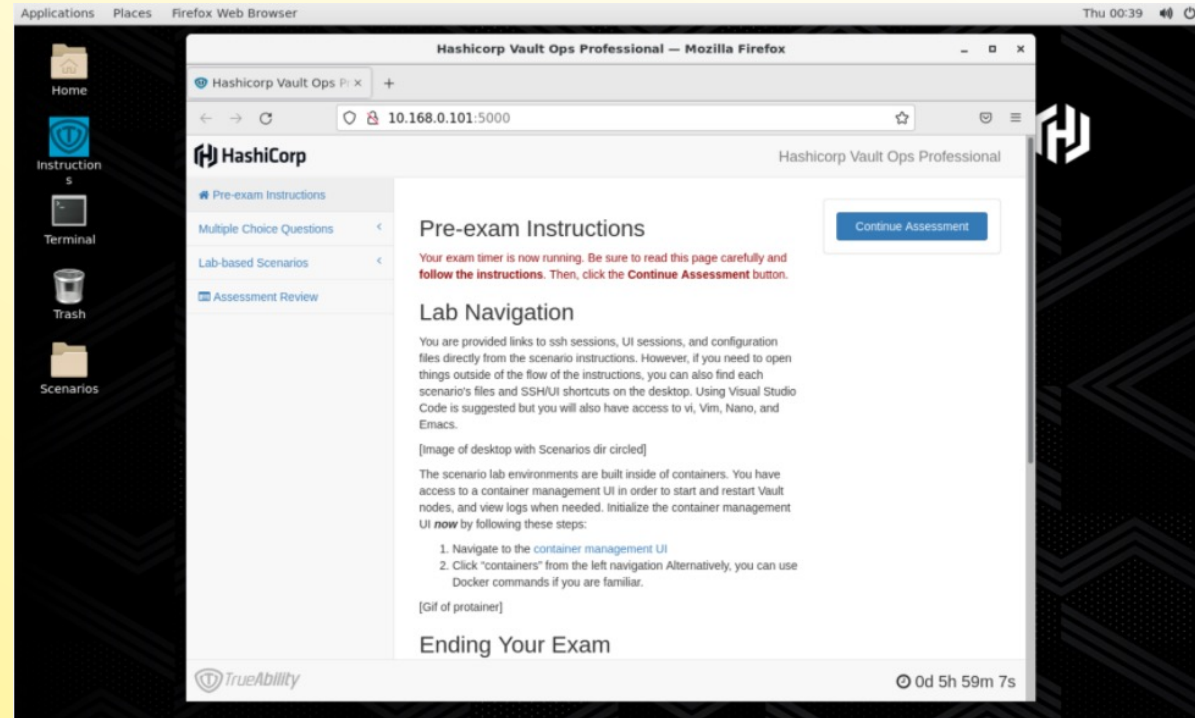 Applications Places Firefox Web Browser
Thu 00:39
Home
Instruction
s
Terminal
Trash
Scenarios
Hashicorp Vault Ops Professional — Mozilla Firefox
Hashicorp Vault Ops Pr
10.168.0.101:5000
HashiCorp
Hashicorp Vault Ops Professional
Pre-exam Instructions
Multiple Choice Questions
Lab-based Scenarios
Assessment Review
Pre-exam Instructions
Your exam timer is now running. Be sure to read this page carefully and
follow the instructions. Then, click the Continue Assessment button.
Continue Assessment
Lab Navigation
You are provided links to ssh sessions, UI sessions, and configuration
files directly from the scenario instructions. However, if you need to open
things outside of the flow of the instructions, you can also find each
scenario's files and SSH/UI shortcuts on the desktop. Using Visual Studio
Code is suggested but you will also have access to vi, Vim, Nano, and
Emacs.
[Image of desktop with Scenarios dir circled]
The scenario lab environments are built inside of containers. You have
access to a container management UI in order to start and restart Vault
nodes, and view logs when needed. Initialize the container management
UI now by following these steps:
1. Navigate to the container management UI
2. Click "containers" from the left navigation Alternatively, you can use
Docker commands if you are familiar.
[Gif of protainer]
Ending Your Exam
TrueAbility
0d 5h 59m 7s